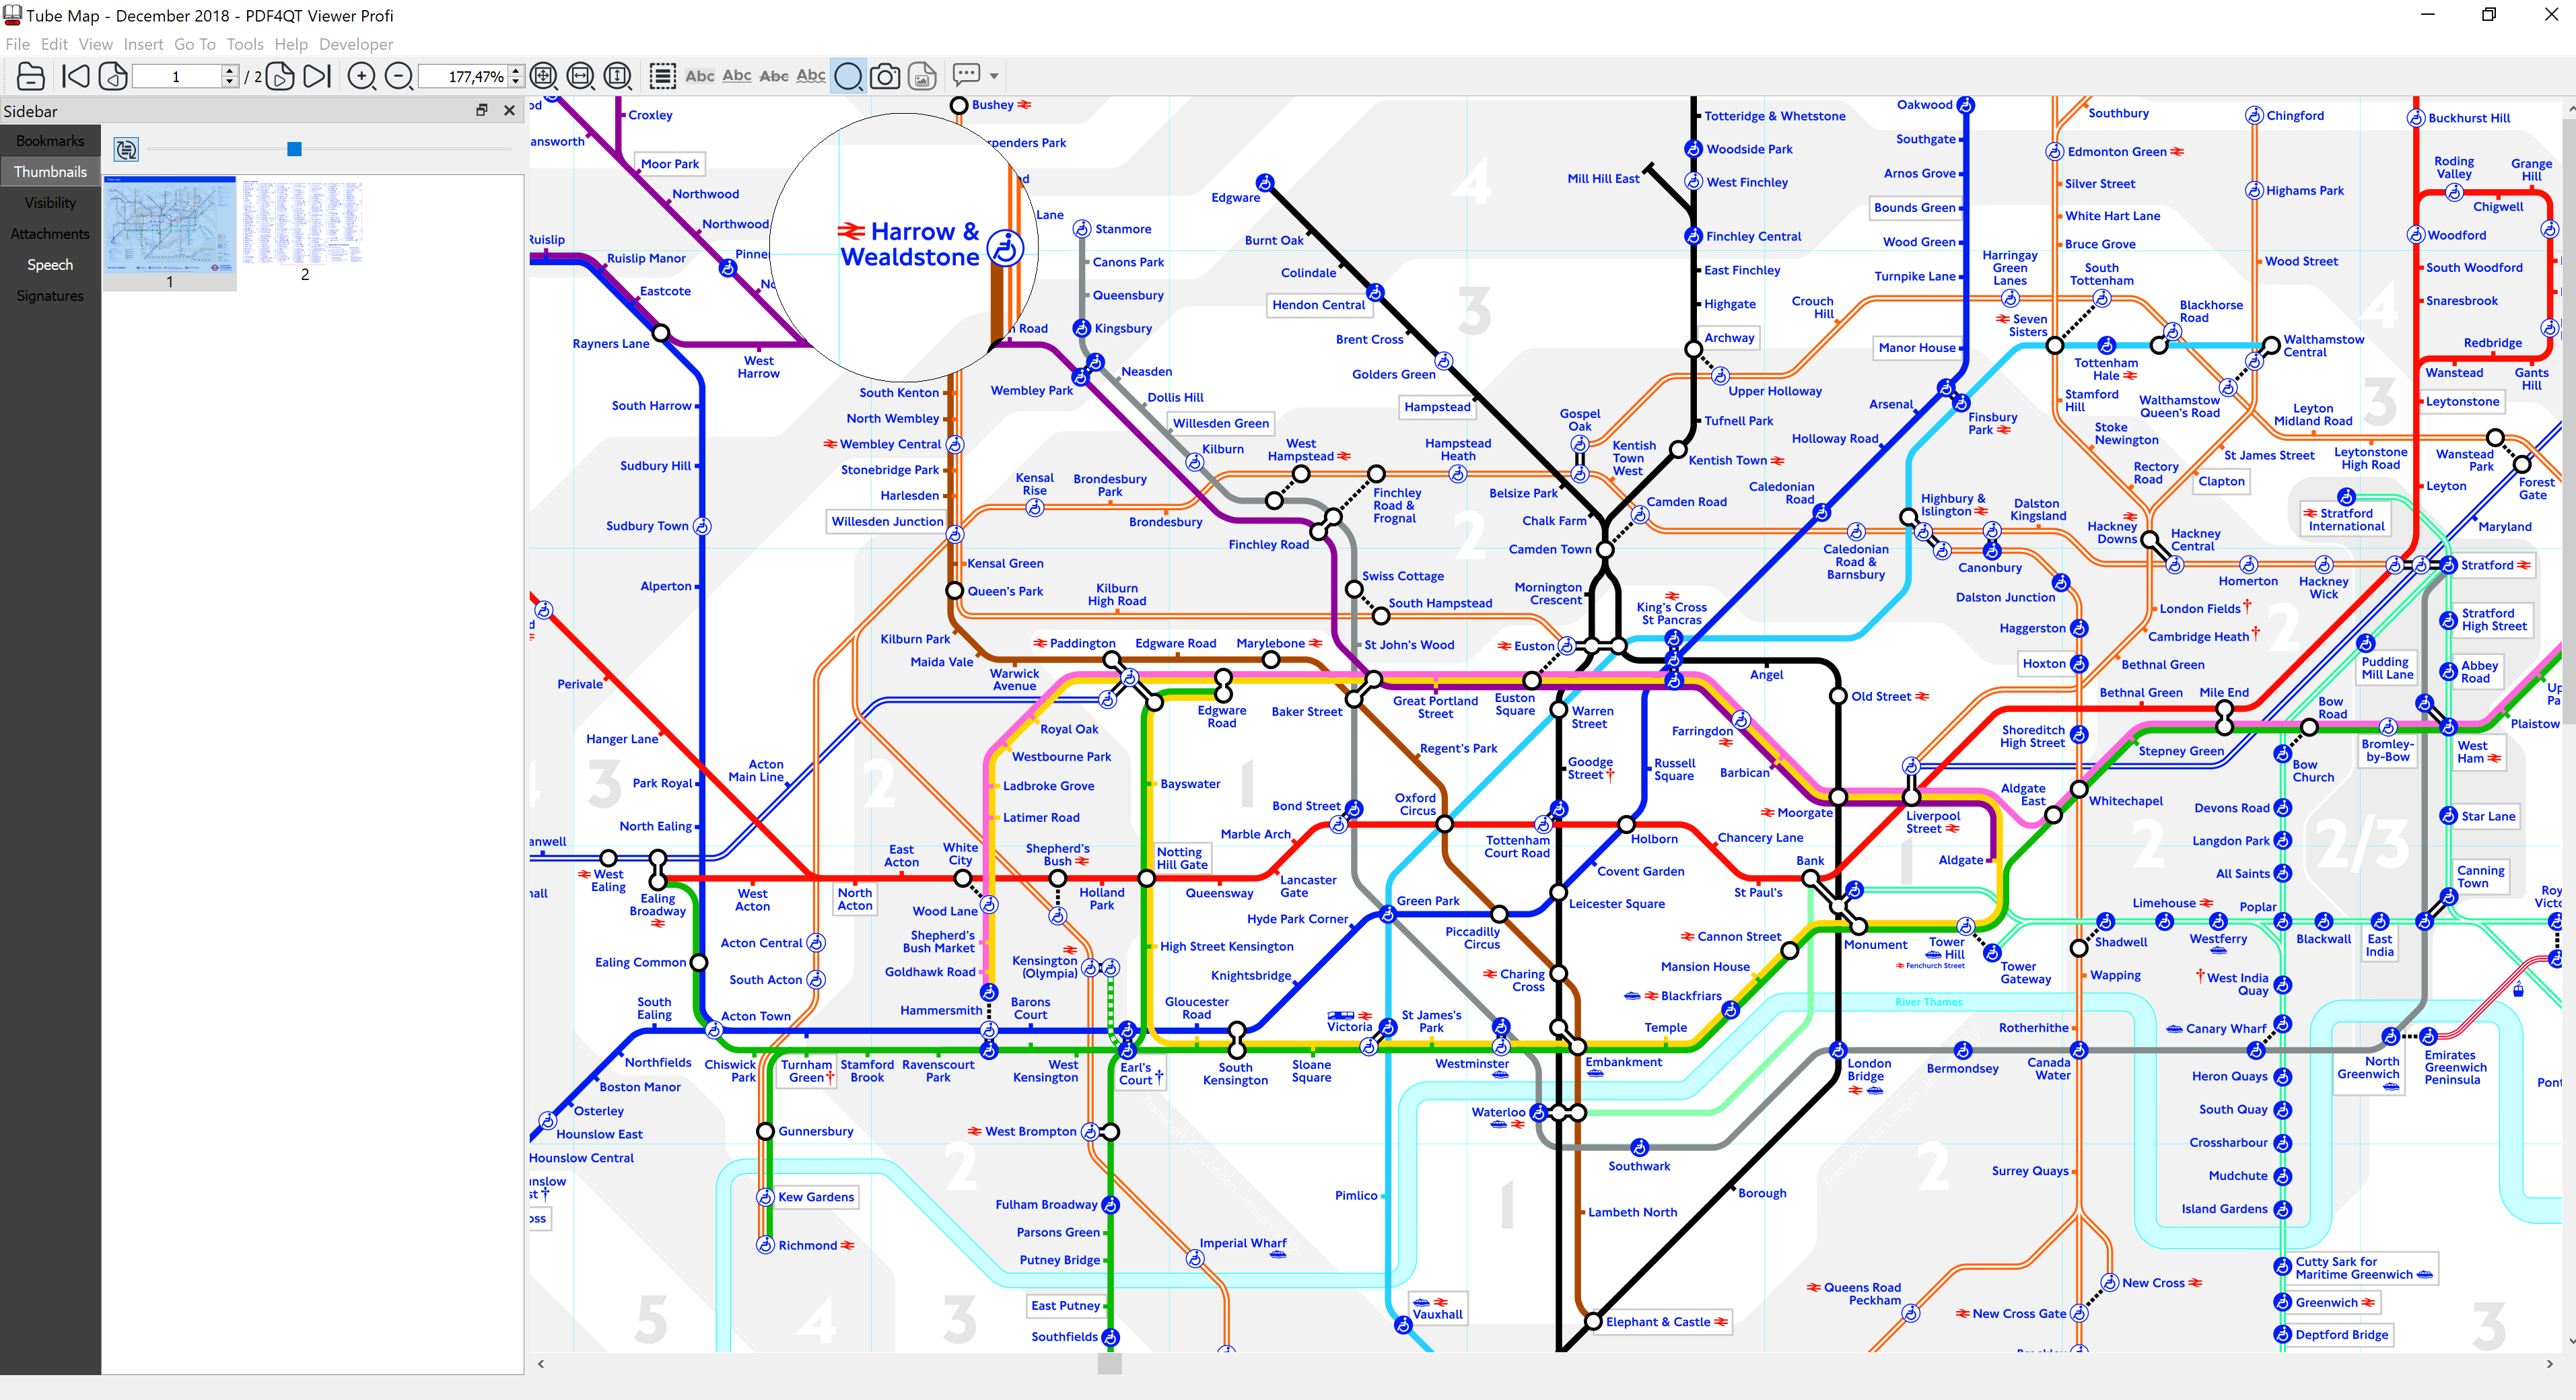 Tube Map - December 2018 - PDF4QT Viewer Profi
File Edit View Insert Go To Tools Help Developer
1
/ 2
177,47%
Abc Abc Abc Abc
Sidebar
Bookmarks
Thumbnails
Visibility
Attachments
Speech
Signatures
1
2
Croxley
Moor Park
Northwood
Northwood
Pinne
Ruislip
Ruislip Manor
Eastcote
Rayners Lane
West
Harrow
Bushey
Harrow &
Wealdstone
Lane
Road
Stanmore
Canons Park
Queensbury
Kingsbury
Wembley Park
Neasden
Dollis Hill
Willesden Green
Kilburn
South Kenton
North Wembley
Wembley Central
Stonebridge Park
Harlesden
Willesden Junction
Kensal Green
Queen's Park
Kilburn Park
Maida Vale
Warwick
Avenue
Paddington
Edgware Road
Marylebone
Kensal
Rise
Brondesbury
Park
Brondesbury
West
Hampstead
Finchley
Road &
Frognal
Finchley Road
Hampstead
Heath
Kilburn
High Road
Swiss Cottage
South Hampstead
St John's Wood
Edgware
Burnt Oak
Colindale
Hendon Central
Brent Cross
Golders Green
Hampstead
Belsize Park
Chalk Farm
Camden Town
Mornington
Crescent
Euston
Mill Hill East
Totteridge & Whetstone
Woodside Park
West Finchley
Finchley Central
East Finchley
Highgate
Archway
Upper Holloway
Tufnell Park
Kentish Town
Gospel
Oak
Kentish
Town
West
Camden Road
King's Cross
St Pancras
Crouch
Hill
Oakwood
Southgate
Arnos Grove
Bounds Green
Wood Green
Turnpike Lane
Manor House
Arsenal
Finsbury
Park
Holloway Road
Caledonian
Road
Highbury &
Islington
Caledonian
Road &
Barnsbury
Canonbury
Dalston
Kingsland
Dalston Junction
Haggerston
Hoxton
Shoreditch
High Street
Southbury
Edmonton Green
Silver Street
White Hart Lane
Bruce Grove
Harringay
Green
Lanes
South
Tottenham
Seven
Sisters
Tottenham
Hale
Blackhorse
Road
Walthamstow
Central
Walthamstow
Queen's Road
Stamford
Hill
Stoke
Newington
Rectory
Road
St James Street
Clapton
Hackney
Downs
Hackney
Central
London Fields†
Cambridge Heath†
Bethnal Green
Homerton
Hackney
Wick
Chingford
Highams Park
Wood Street
Leyton
Midland Road
Leytonstone
High Road
Wanstead
Park
Forest
Gate
Maryland
Buckhurst Hill
Roding
Valley
Grange
Hill
Chigwell
Woodford
South Woodford
Snaresbrook
Redbridge
Wanstead
Gants
Hill
Leytonstone
Leyton
Stratford
International
Stratford
Stratford
High Street
Pudding
Mill Lane
Abbey
Road
Bow
Road
Plaistow
Bromley-
by-Bow
West
Ham
Bow
Church
Devons Road
Langdon Park
All Saints
Star Lane
Canning
Town
Bethnal Green
Mile End
Stepney Green
Whitechapel
Aldgate
East
Liverpool
Street
Aldgate
Moorgate
Old Street
Angel
Farringdon
Barbican
Russell
Square
Warren
Street
Goodge
Street†
Euston
Square
Great Portland
Street
Baker Street
Regent's Park
Edgware
Road
South Harrow
Sudbury Hill
Sudbury Town
Alperton
Perivale
Hanger Lane
Park Royal
North Ealing
Acton
Main Line
Royal Oak
Westbourne Park
Ladbroke Grove
Latimer Road
Bayswater
Notting
Hill Gate
Bond Street
Marble Arch
Oxford
Circus
Tottenham
Court Road
Holborn
Chancery Lane
Bank
St Paul's
Covent Garden
Leicester Square
Lancaster
Gate
Queensway
Holland
Park
Shepherd's
Bush
White
City
East
Acton
North
Acton
West
Acton
anwell
West
Ealing
Ealing
Broadway
Wood Lane
Shepherd's
Bush Market
Goldhawk Road
Hammersmith
Kensington
(Olympia)
High Street Kensington
Hyde Park Corner
Knightsbridge
Green Park
Piccadilly
Circus
Charing
Cross
Cannon Street
Mansion House
Blackfriars
Temple
Embankment
Monument
Tower
Hill
Fenchurch Street
Tower
Gateway
Shadwell
Limehouse
Westferry
Poplar
Blackwall
East
India
Wapping
West India
Quay
River Thames
Acton Central
South Acton
Ealing Common
South
Ealing
Acton Town
Northfields
Boston Manor
Osterley
Hounslow East
Hounslow Central
Chiswick
Park
Turnham
Green†
Stamford
Brook
Ravenscourt
Park
Barons
Court
West
Kensington
Earl's
Court†
Gloucester
Road
South
Kensington
Sloane
Square
Victoria
St James's
Park
Westminster
Waterloo
Southwark
London
Bridge
Bermondsey
Rotherhithe
Canada
Water
Canary Wharf
Heron Quays
South Quay
Crossharbour
Mudchute
Island Gardens
North
Greenwich
Emirates
Greenwich
Peninsula
Gunnersbury
Kew Gardens
Richmond
West Brompton
Fulham Broadway
Parsons Green
Putney Bridge
East Putney
Southfields
Imperial Wharf
Pimlico
Vauxhall
Lambeth North
Borough
Elephant & Castle
Surrey Quays
Queens Road
Peckham
New Cross Gate
New Cross
Cutty Sark for
Maritime Greenwich
Greenwich
Deptford Bridge
4
3
2
1
4
3
2
3
2
1
2
2/3
1
2
1
2
5
4
3
3